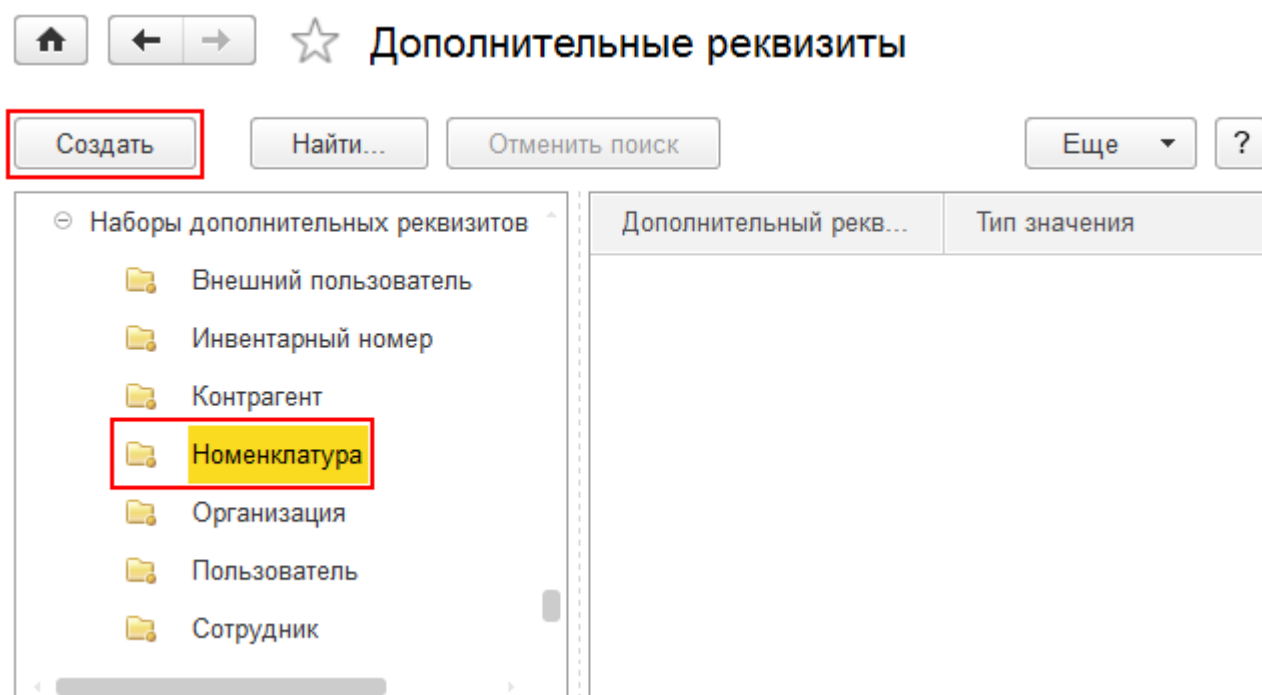 Дополнительные реквизиты
Создать
Найти...
Отменить поиск
Еще
?
Наборы дополнительных реквизитов
Дополнительный рекв...
Тип значения
Внешний пользователь
Инвентарный номер
Контрагент
Номенклатура
Организация
Пользователь
Сотрудник